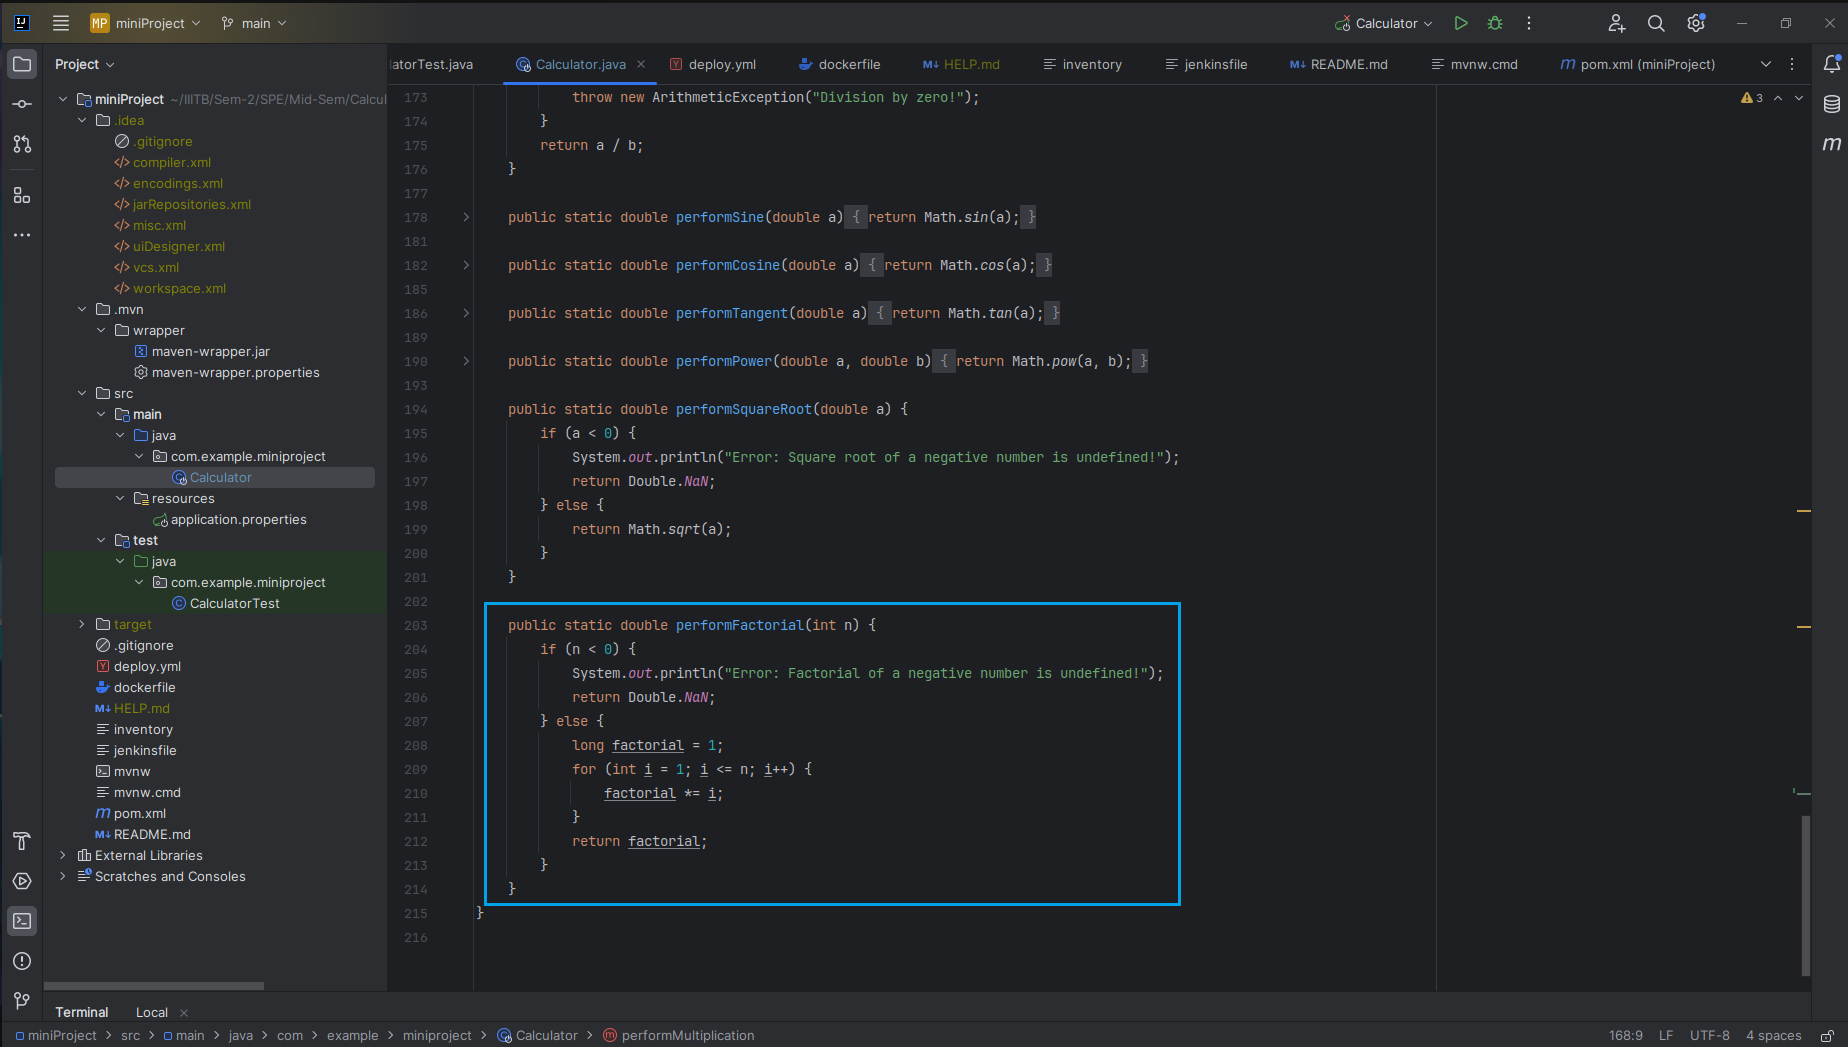 MP miniProject main Calculator
Project
latorTest.java Calculator.java deploy.yml dockerfile HELP.md inventory jenkinsfile README.md mvnw.cmd pom.xml (miniProject)
miniProject ~/IIITB/Sem-2/SPE/Mid-Sem/Calcul
.idea
.gitignore
compiler.xml
encodings.xml
jarRepositories.xml
misc.xml
uiDesigner.xml
vcs.xml
workspace.xml
.mvn
wrapper
maven-wrapper.jar
maven-wrapper.properties
src
main
java
com.example.miniproject
Calculator
resources
application.properties
test
java
com.example.miniproject
CalculatorTest
target
.gitignore
deploy.yml
dockerfile
HELP.md
inventory
jenkinsfile
mvnw
mvnw.cmd
pom.xml
README.md
External Libraries
Scratches and Consoles
3
173 throw new ArithmeticException("Division by zero!");
174 }
175 return a / b;
176 }
177
178 public static double performSine(double a) { return Math.sin(a); }
181
182 public static double performCosine(double a) { return Math.cos(a); }
185
186 public static double performTangent(double a) { return Math.tan(a); }
189
190 public static double performPower(double a, double b) { return Math.pow(a, b); }
193
194 public static double performSquareRoot(double a) {
195 if (a < 0) {
196 System.out.println("Error: Square root of a negative number is undefined!");
197 return Double.NaN;
198 } else {
199 return Math.sqrt(a);
200 }
201 }
202
203 public static double performFactorial(int n) {
204 if (n < 0) {
205 System.out.println("Error: Factorial of a negative number is undefined!");
206 return Double.NaN;
207 } else {
208 long factorial = 1;
209 for (int i = 1; i <= n; i++) {
210 factorial *= i;
211 }
212 return factorial;
213 }
214 }
215 }
216
Terminal Local
miniProject > src > main > java > com > example > miniproject > Calculator > performMultiplication
168:9 LF UTF-8 4 spaces